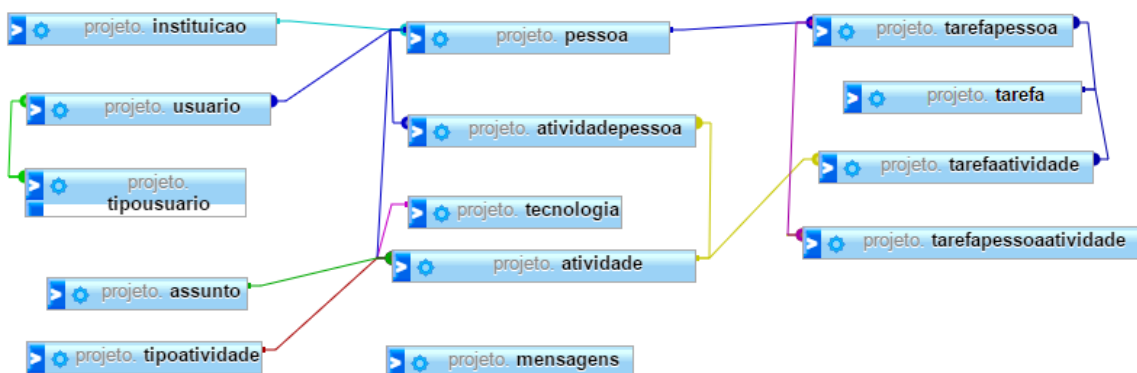 projeto. instituicao
projeto. pessoa
projeto. tarefapessoa
projeto. tarefa
projeto. usuario
projeto. atividadepessoa
projeto. tarefaatividade
projeto.
tipousuario
projeto. tecnologia
projeto. tarefapessoaatividade
projeto. atividade
projeto. assunto
projeto. tipoatividade
projeto. mensagens